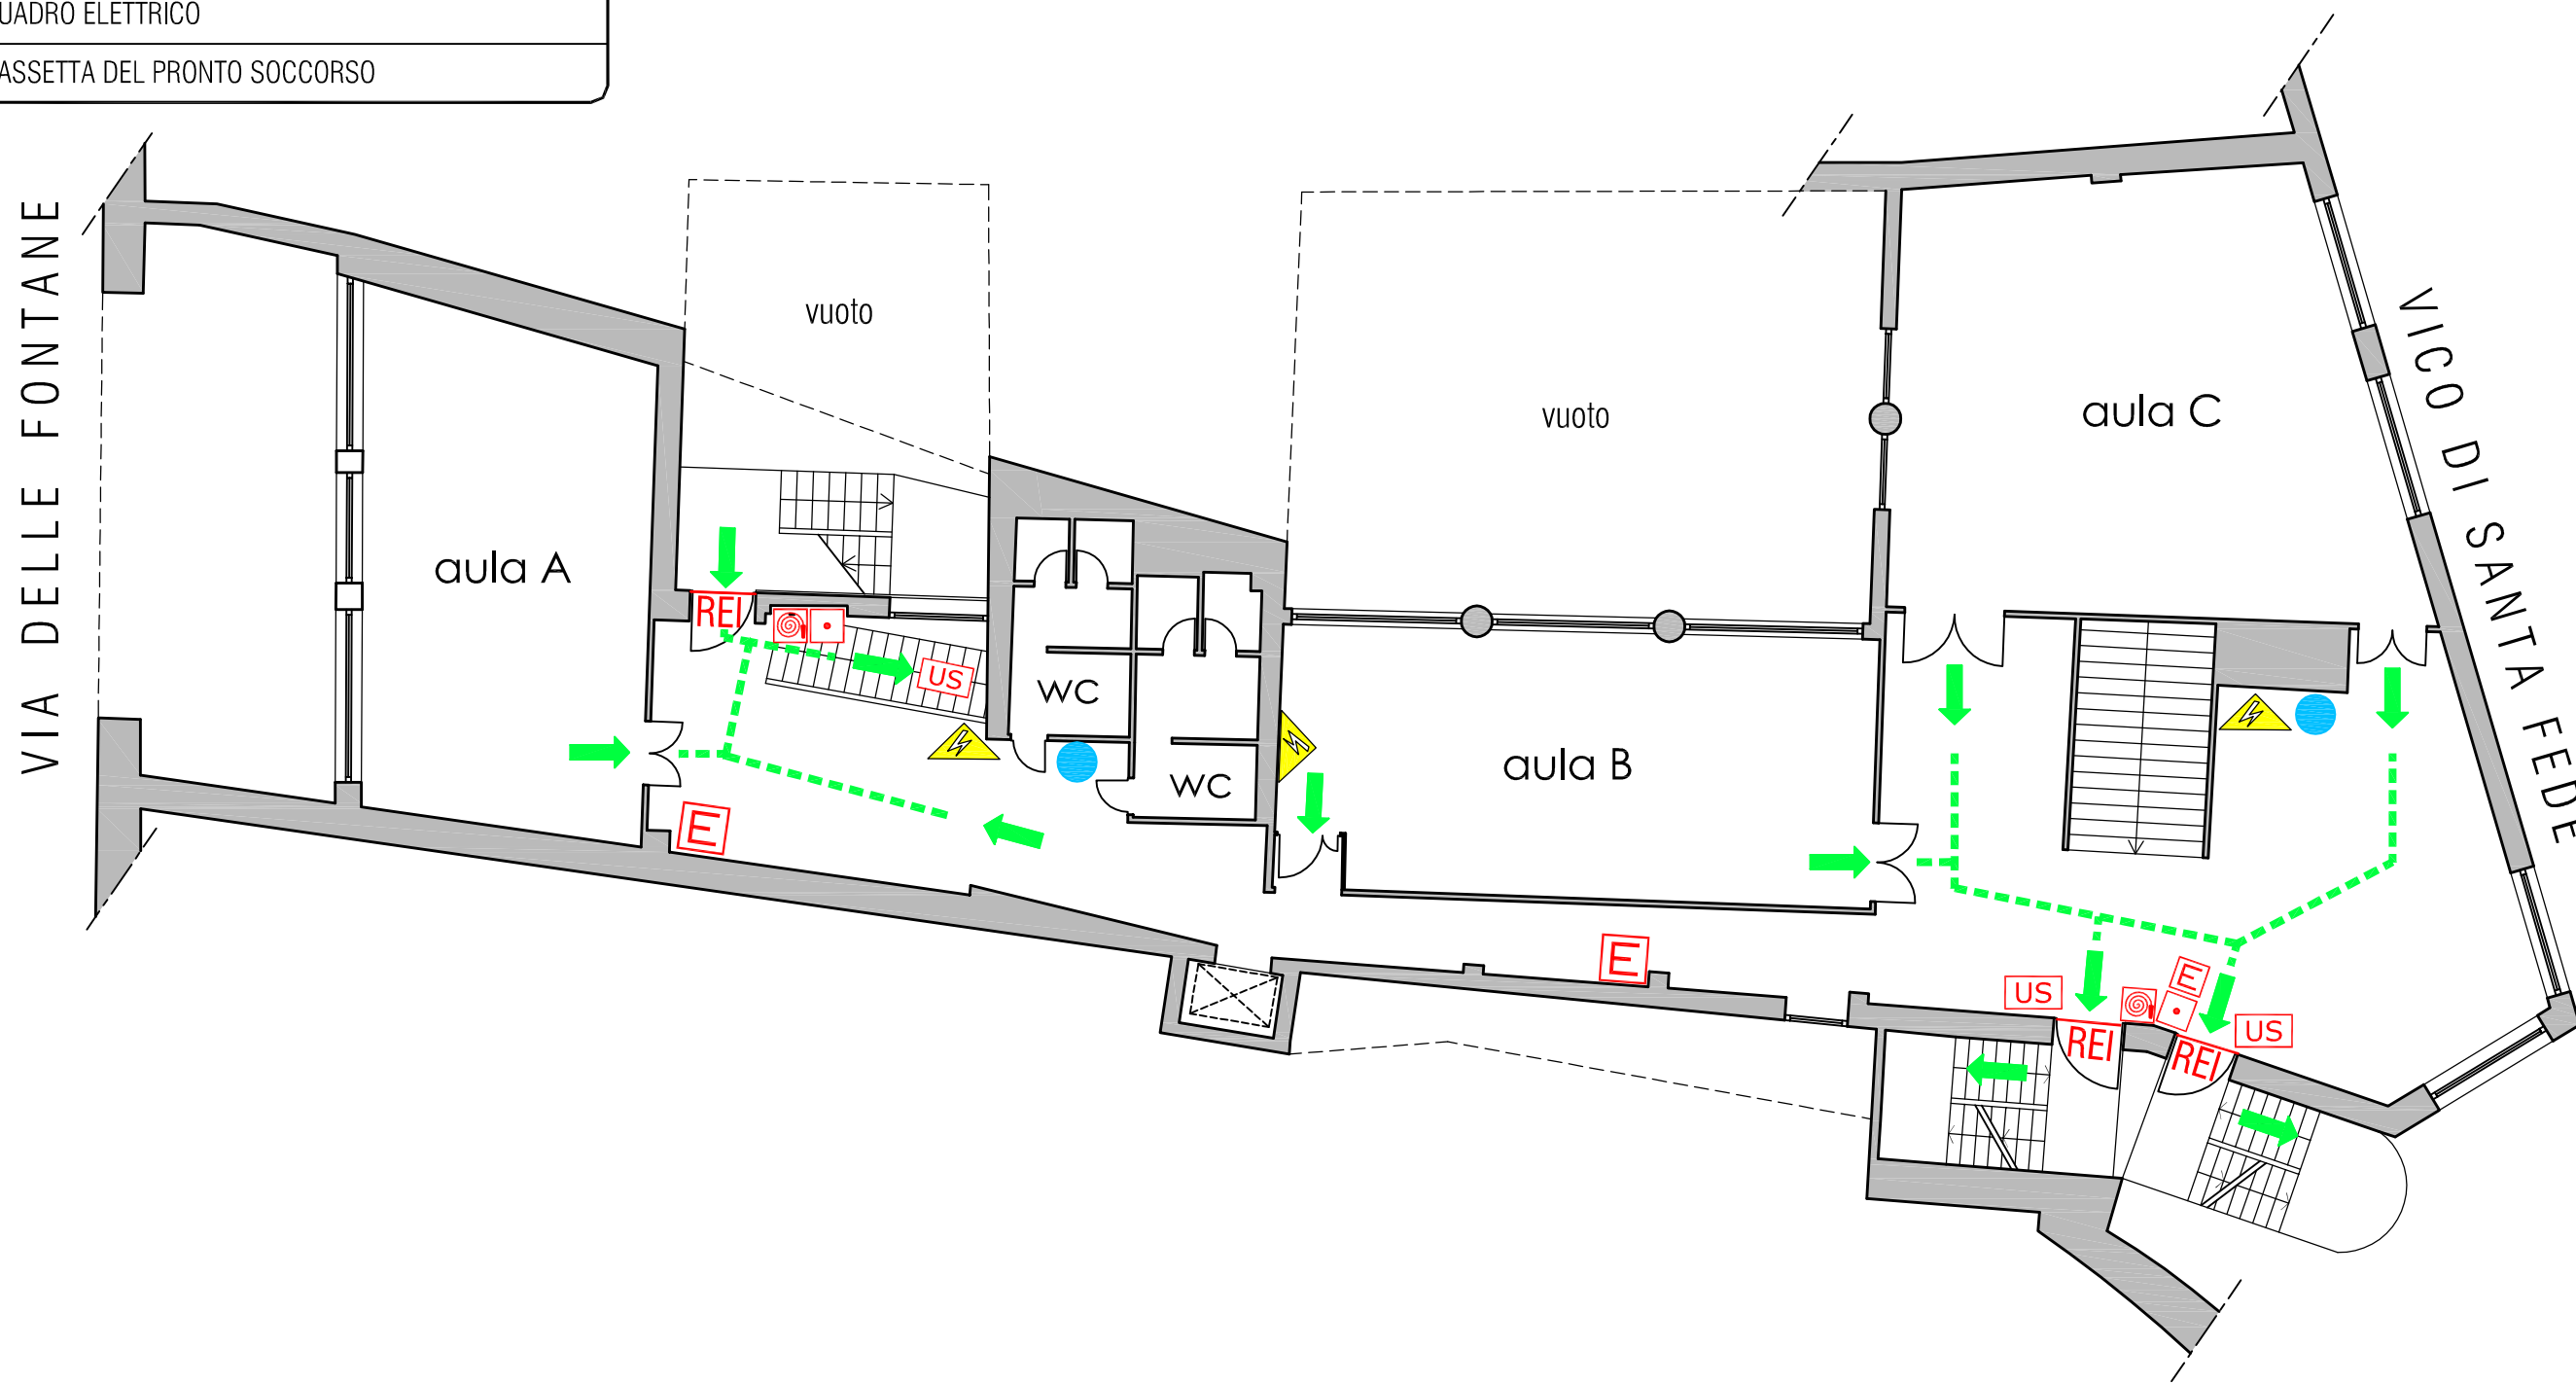 UADRO ELETTRICO
ASSETTA DEL PRONTO SOCCORSO
VIA DELLE FONTANE
vuoto
vuoto
aula C
VICO DI SANTA FEDE
aula A
REI
US
WC
WC
aula B
E
E
US
E
US
REI
REI